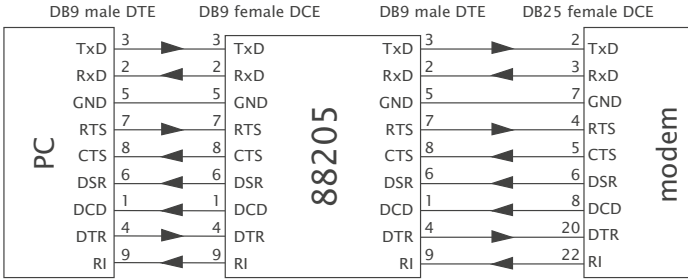 DB9 male DTE DB9 female DCE DB9 male DTE DB25 female DCE
TxD 3 3 TxD TxD 3 2 TxD
RxD 2 2 RxD RxD 2 3 RxD
GND 5 5 GND GND 5 7 GND
RTS 7 7 RTS RTS 7 4 RTS
CTS 8 8 CTS CTS 8 5 CTS
DSR 6 6 DSR DSR 6 6 DSR
DCD 1 1 DCD DCD 1 8 DCD
DTR 4 4 DTR DTR 4 20 DTR
RI 9 9 RI RI 9 22 RI
PC
88205
modem